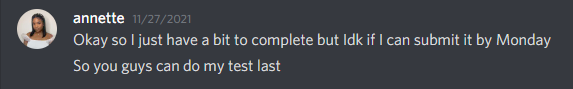 annette 11/27/2021
Okay so I just have a bit to complete but Idk if I can submit it by Monday
So you guys can do my test last